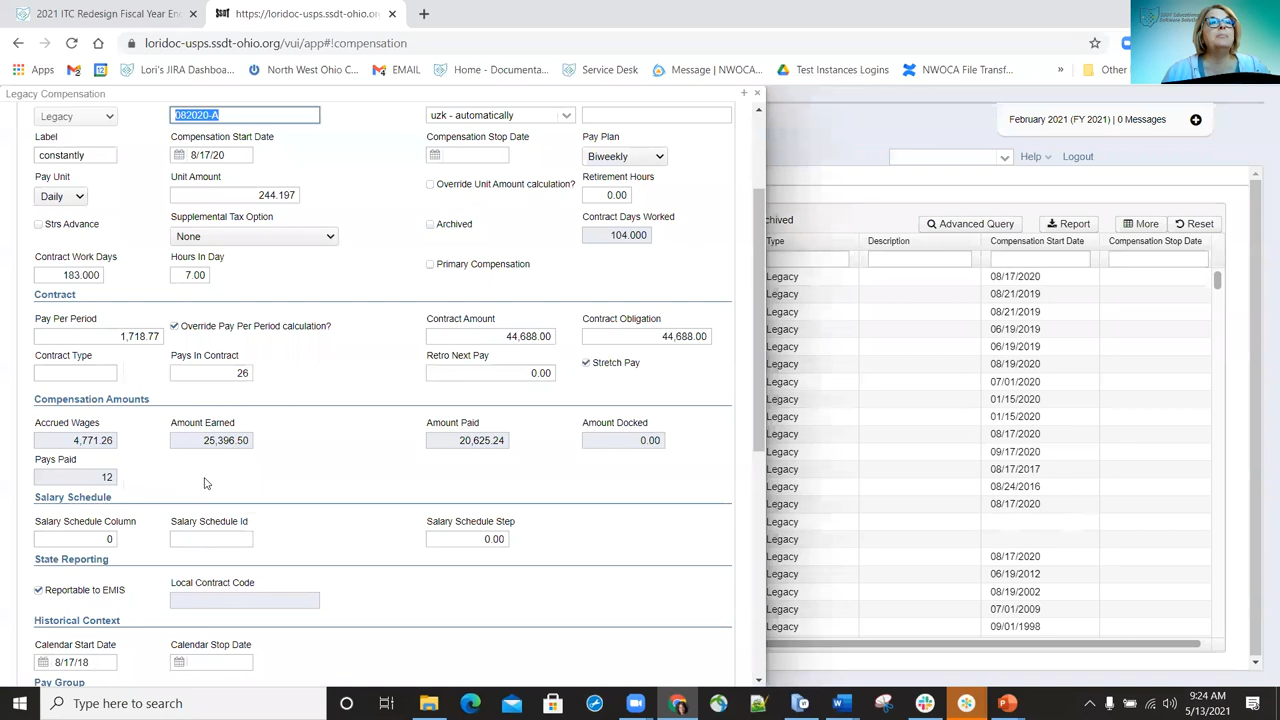 2021 ITC Redesign Fiscal Year En
https://loridoc-usps.ssdt-ohio.org
loridoc-usps.ssdt-ohio.org/vui/app#!compensation
Apps
Lori's JIRA Dashboa...
North West Ohio C...
EMAIL
Home - Documenta...
Service Desk
Message | NWOCA...
Test Instances Logins
NWOCA File Transf...
»
Other
Legacy Compensation
Legacy
082020-A
uzk - automatically
Label
Compensation Start Date
Compensation Stop Date
Pay Plan
constantly
8/17/20
Biweekly
Pay Unit
Unit Amount
Override Unit Amount calculation?
Retirement Hours
Daily
244.197
0.00
Strs Advance
Supplemental Tax Option
None
Archived
Contract Days Worked
104.000
Contract Work Days
Hours In Day
Primary Compensation
183.000
7.00
Contract
Pay Per Period
Override Pay Per Period calculation?
Contract Amount
Contract Obligation
1,718.77
44,688.00
44,688.00
Contract Type
Pays In Contract
Retro Next Pay
Stretch Pay
26
0.00
Compensation Amounts
Accrued Wages
Amount Earned
Amount Paid
Amount Docked
4,771.26
25,396.50
20,625.24
0.00
Pays Paid
12
Salary Schedule
Salary Schedule Column
Salary Schedule Id
Salary Schedule Step
0
0.00
State Reporting
Reportable to EMIS
Local Contract Code
Historical Context
Calendar Start Date
Calendar Stop Date
8/17/18
Pay Group
February 2021 (FY 2021) | 0 Messages
Help
Logout
chived
Advanced Query
Report
More
Reset
Type
Description
Compensation Start Date
Compensation Stop Date
Legacy 08/17/2020
Legacy 08/21/2019
Legacy 08/21/2019
Legacy 06/19/2019
Legacy 06/19/2019
Legacy 08/19/2020
Legacy 07/01/2020
Legacy 01/15/2020
Legacy 01/15/2020
Legacy 08/17/2020
Legacy 09/17/2020
Legacy 08/17/2017
Legacy 08/24/2016
Legacy 08/17/2020
Legacy
Legacy
Legacy 08/17/2020
Legacy 06/19/2012
Legacy 08/19/2002
Legacy 07/01/2009
Legacy 09/01/1998
Type here to search
9:24 AM
5/13/2021